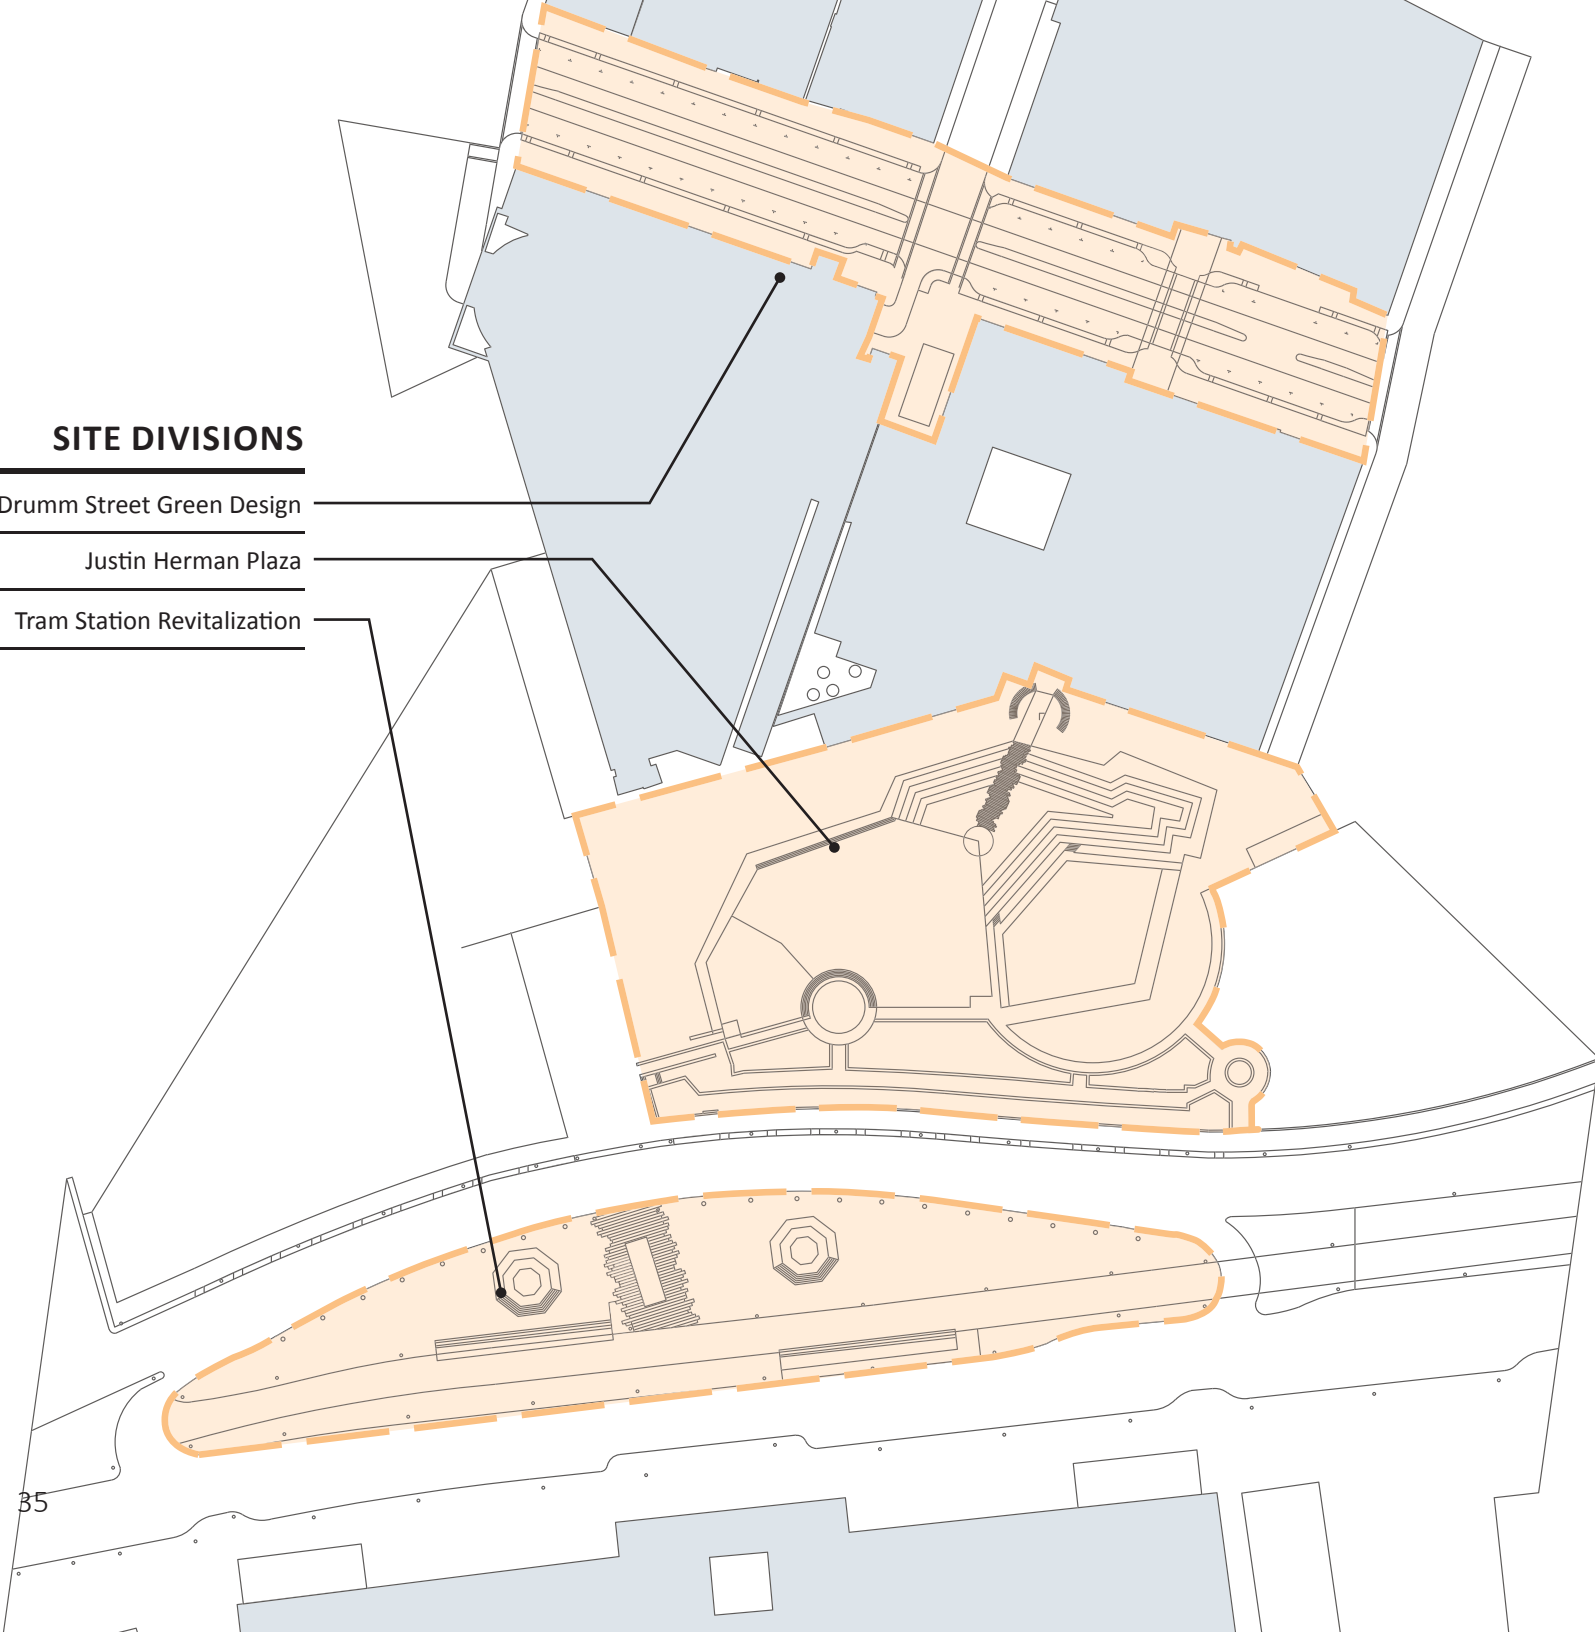 SITE DIVISIONS
Drumm Street Green Design
Justin Herman Plaza
Tram Station Revitalization
35